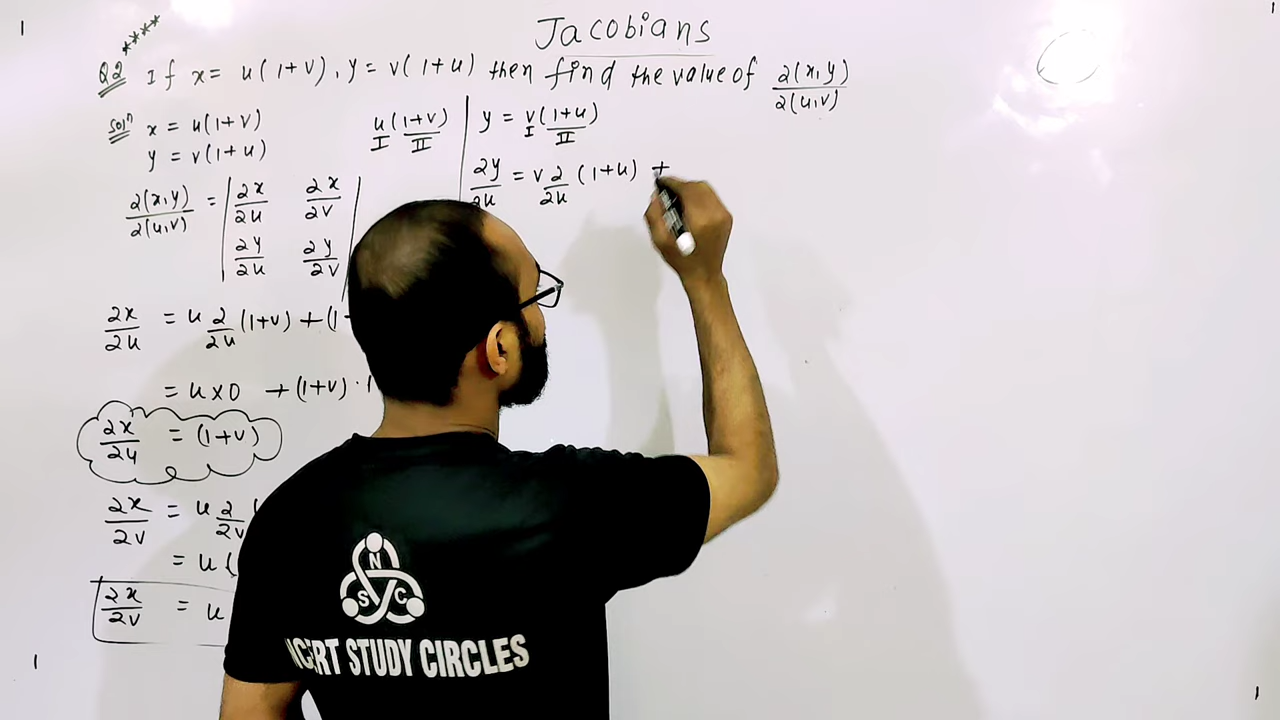 Jacobians
****
Q2 If x = u(1+v), y = v(1+u) then find the value of ∂(x,y)/∂(u,v)
Solⁿ x = u(1+v)
y = v(1+u)
∂(x,y)/∂(u,v) = | ∂x/∂u ∂x/∂v |
| ∂y/∂u ∂y/∂v |
∂x/∂u = u ∂/∂u (1+v) + (1
= u×0 + (1+v)·1
∂x/∂u = (1+v)
∂x/∂v = u ∂/∂v (
= u (
∂x/∂v = u
u(1+v)
I II
y = v(1+u)
I II
∂y/∂u = v ∂/∂u (1+u) +
N
S C
NCERT STUDY CIRCLES